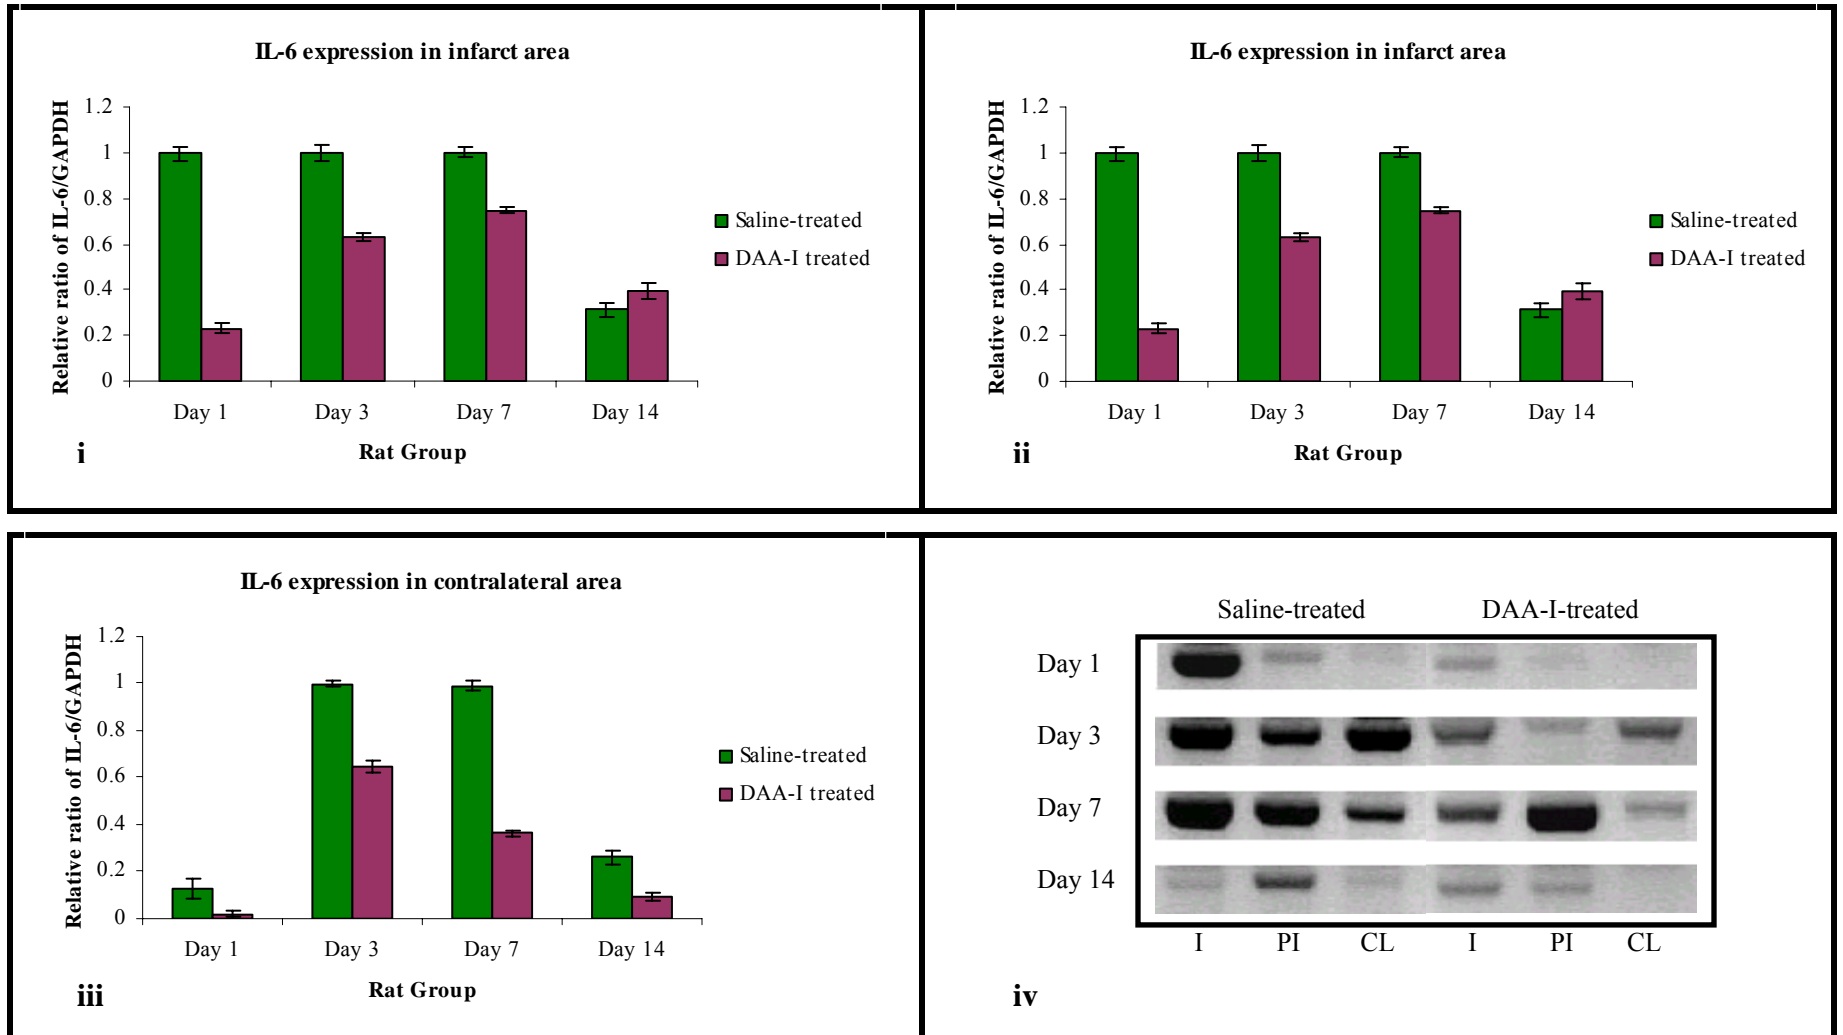 IL-6 expression in infarct area
Relative ratio of IL-6/GAPDH
1.2
1
0.8
0.6
0.4
0.2
0
Day 1 Day 3 Day 7 Day 14
Rat Group
Saline-treated
DAA-I treated
i
IL-6 expression in infarct area
Relative ratio of IL-6/GAPDH
1.2
1
0.8
0.6
0.4
0.2
0
Day 1 Day 3 Day 7 Day 14
Rat Group
Saline-treated
DAA-I treated
ii
IL-6 expression in contralateral area
Relative ratio of IL-6/GAPDH
1.2
1
0.8
0.6
0.4
0.2
0
Day 1 Day 3 Day 7 Day 14
Rat Group
Saline-treated
DAA-I treated
iii
Saline-treated DAA-I-treated
Day 1
Day 3
Day 7
Day 14
I PI CL I PI CL
iv